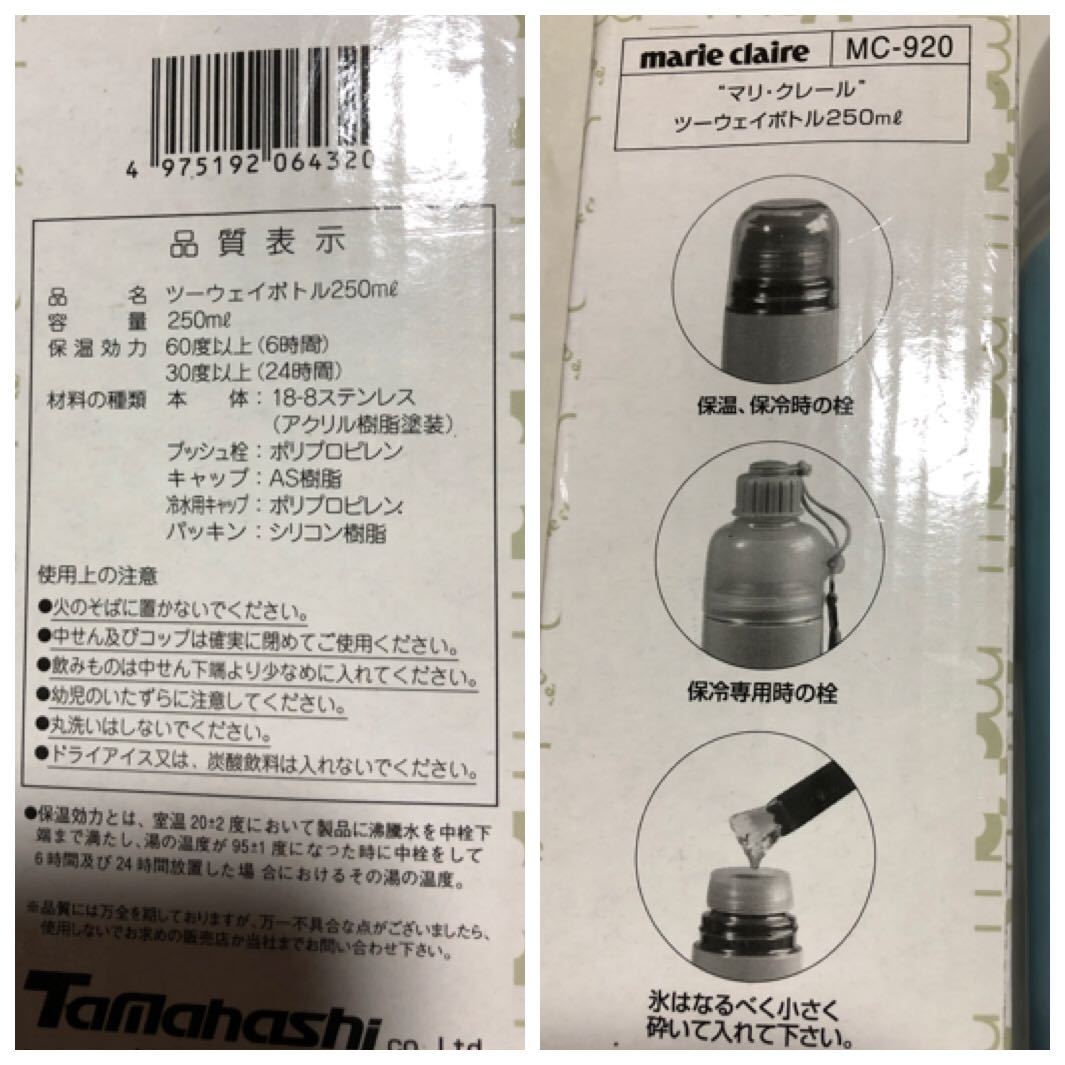 4 975192 064320
品質表示
品名 ツーウェイボトル250mℓ
容量 250mℓ
保温効力 60度以上(6時間)
30度以上(24時間)
材料の種類 本体:18-8ステンレス
(アクリル樹脂塗装)
プッシュ栓:ポリプロピレン
キャップ:AS樹脂
冷水用キャップ:ポリプロピレン
パッキン:シリコン樹脂
使用上の注意
●火のそばに置かないでください。
●中せん及びコップは確実に閉めてご使用ください。
●飲みものは中せん下端より少なめに入れてください。
●幼児のいたずらに注意してください。
●丸洗いはしないでください。
●ドライアイス又は、炭酸飲料は入れないでください。
●保温効力とは、室温20±2度において製品に沸騰水を中栓下
端まで満たし、湯の温度が95±1度になった時に中栓をして
6時間及び24時間放置した場 合におけるその湯の温度。
※品質には万全を期しておりますが、万一不具合な点がございましたら、
使用しないでお求めの販売店か当社までお問い合わせ下さい。
Tamahashi co.,Ltd.
marie claire MC-920
"マリ・クレール"
ツーウェイボトル250mℓ
保温、保冷時の栓
保冷専用時の栓
氷はなるべく小さく
砕いて入れて下さい。